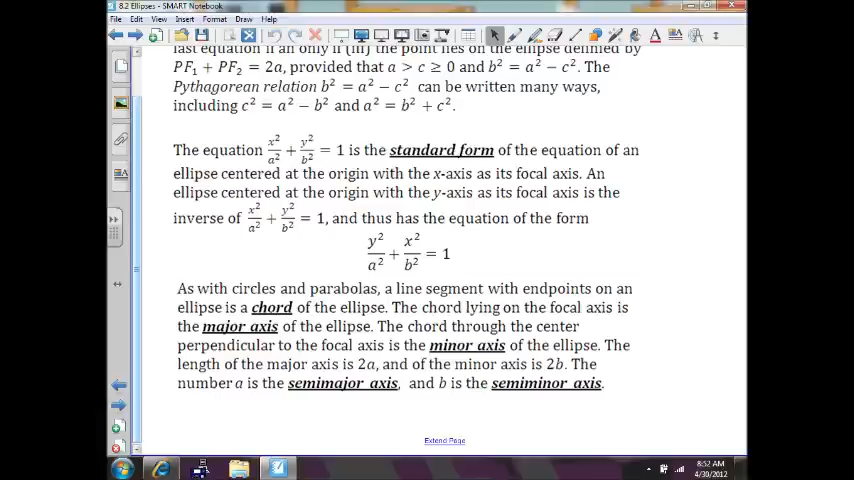 8.2 Ellipses - SMART Notebook
File Edit View Insert Format Draw Help
last equation if an only if (iii) the point lies on the ellipse defined by
PF₁ + PF₂ = 2a, provided that a > c ≥ 0 and b² = a² − c². The
Pythagorean relation b² = a² − c² can be written many ways,
including c² = a² − b² and a² = b² + c².
The equation x²/a² + y²/b² = 1 is the standard form of the equation of an
ellipse centered at the origin with the x-axis as its focal axis. An
ellipse centered at the origin with the y-axis as its focal axis is the
inverse of x²/a² + y²/b² = 1, and thus has the equation of the form
y²/a² + x²/b² = 1
As with circles and parabolas, a line segment with endpoints on an
ellipse is a chord of the ellipse. The chord lying on the focal axis is
the major axis of the ellipse. The chord through the center
perpendicular to the focal axis is the minor axis of the ellipse. The
length of the major axis is 2a, and of the minor axis is 2b. The
number a is the semimajor axis, and b is the semiminor axis.
Extend Page
8:52 AM
4/30/2012